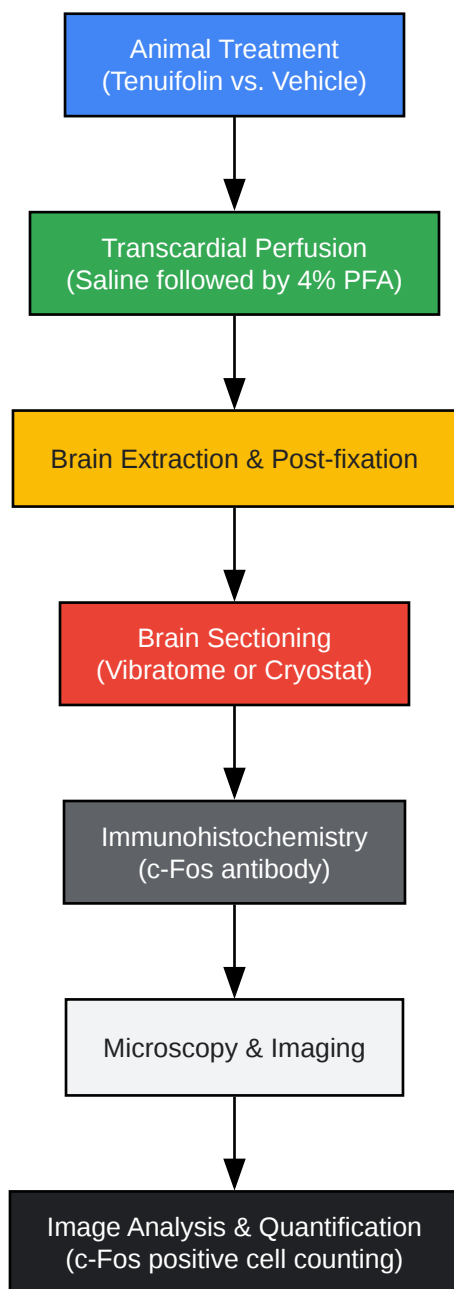 Animal Treatment
(Tenuifolin vs. Vehicle)
Transcardial Perfusion
(Saline followed by 4% PFA)
Brain Extraction & Post-fixation
Brain Sectioning
(Vibratome or Cryostat)
Immunohistochemistry
(c-Fos antibody)
Microscopy & Imaging
Image Analysis & Quantification
(c-Fos positive cell counting)